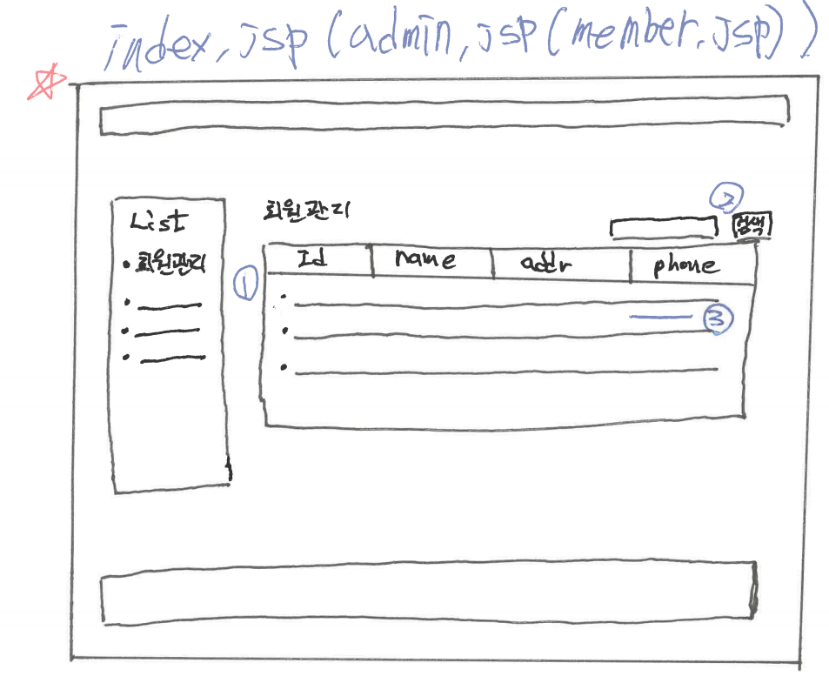 index.jsp (admin.jsp (member.jsp))
List
• 회원관리
회원관리
②
검색
①
Id name addr phone
③